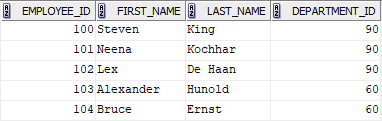 EMPLOYEE_ID FIRST_NAME LAST_NAME DEPARTMENT_ID
100 Steven King 90
101 Neena Kochhar 90
102 Lex De Haan 90
103 Alexander Hunold 60
104 Bruce Ernst 60